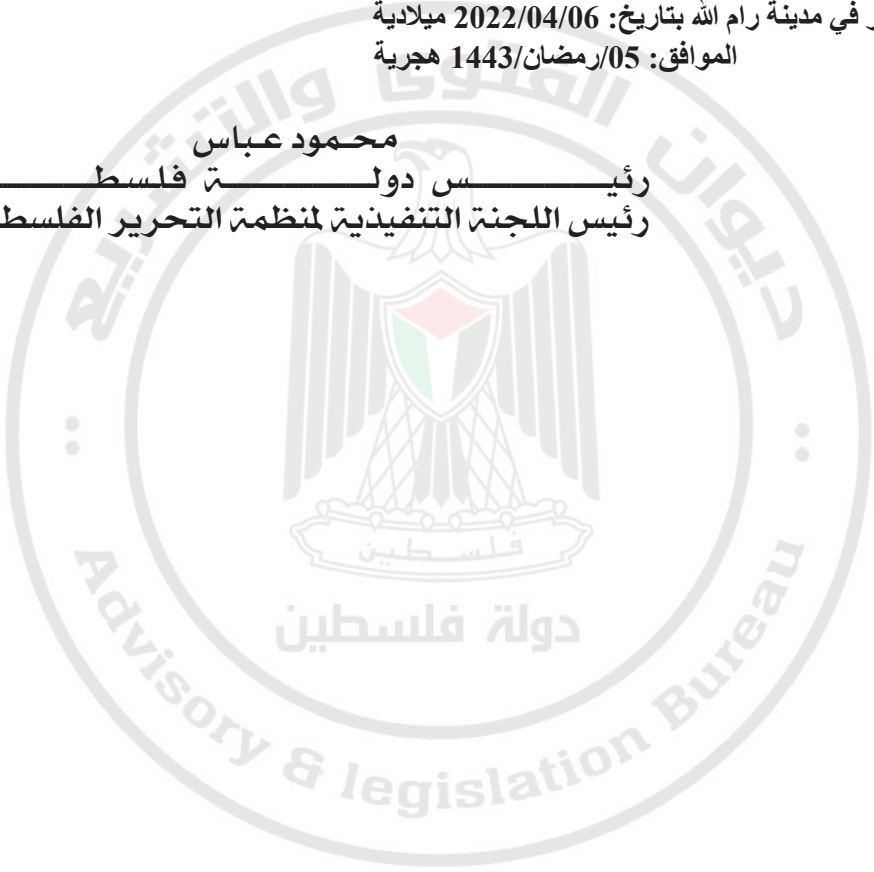 ر في مدينة رام الله بتاريخ: 2022/04/06 ميلادية
الموافق: 05/رمضان/1443 هجرية
محمود عباس
رئيس دولة فلسطـ
رئيس اللجنة التنفيذية لمنظمة التحرير الفلسط
ديوان الفتوى والتشريع
فلسطين
دولة فلسطين
Advisory & legislation Bureau